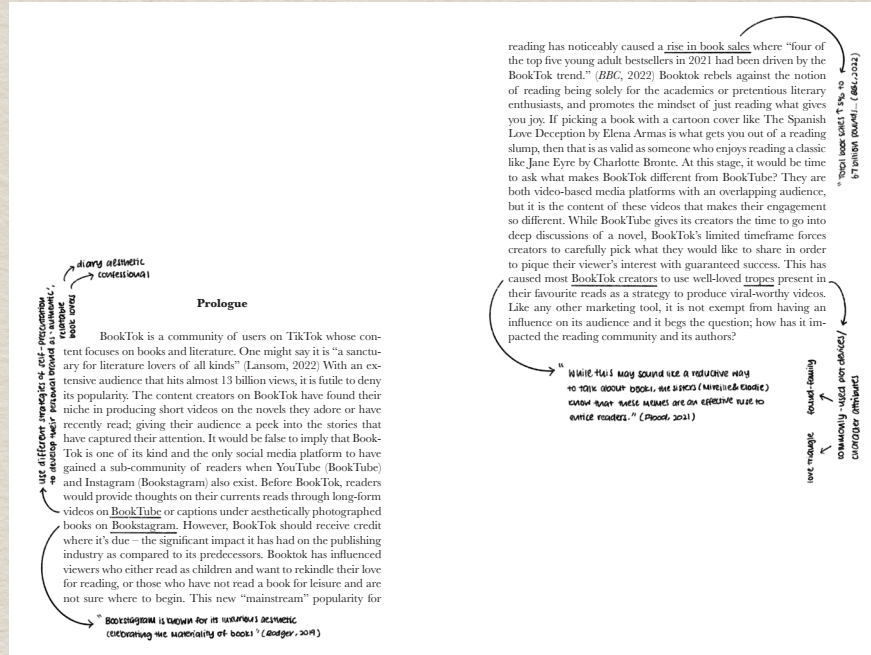 diary aesthetic
confessional
use different strategies of self-presentation
to develop their personal brand as 'authentic',
relatable
book lovers
Prologue
BookTok is a community of users on TikTok whose con-
tent focuses on books and literature. One might say it is “a sanctu-
ary for literature lovers of all kinds” (Lansom, 2022) With an ex-
tensive audience that hits almost 13 billion views, it is futile to deny
its popularity. The content creators on BookTok have found their
niche in producing short videos on the novels they adore or have
recently read; giving their audience a peek into the stories that
have captured their attention. It would be false to imply that Book-
Tok is one of its kind and the only social media platform to have
gained a sub-community of readers when YouTube (BookTube)
and Instagram (Bookstagram) also exist. Before BookTok, readers
would provide thoughts on their currents reads through long-form
videos on BookTube or captions under aesthetically photographed
books on Bookstagram. However, BookTok should receive credit
where it’s due – the significant impact it has had on the publishing
industry as compared to its predecessors. Booktok has influenced
viewers who either read as children and want to rekindle their love
for reading, or those who have not read a book for leisure and are
not sure where to begin. This new “mainstream” popularity for
" Bookstagram is known for its luxurious aesthetic
celebrating the materiality of books " (Rodger, 2019)
reading has noticeably caused a rise in book sales where “four of
the top five young adult bestsellers in 2021 had been driven by the
BookTok trend.” (BBC, 2022) Booktok rebels against the notion
of reading being solely for the academics or pretentious literary
enthusiasts, and promotes the mindset of just reading what gives
you joy. If picking a book with a cartoon cover like The Spanish
Love Deception by Elena Armas is what gets you out of a reading
slump, then that is as valid as someone who enjoys reading a classic
like Jane Eyre by Charlotte Bronte. At this stage, it would be time
to ask what makes BookTok different from BookTube? They are
both video-based media platforms with an overlapping audience,
but it is the content of these videos that makes their engagement
so different. While BookTube gives its creators the time to go into
deep discussions of a novel, BookTok’s limited timeframe forces
creators to carefully pick what they would like to share in order
to pique their viewer’s interest with guaranteed success. This has
caused most BookTok creators to use well-loved tropes present in
their favourite reads as a strategy to produce viral-worthy videos.
Like any other marketing tool, it is not exempt from having an
influence on its audience and it begs the question; how has it im-
pacted the reading community and its authors?
" Total book sales ↑ 5% to
6.7 billion pounds... (BBC, 2022)
" While this may sound like a reductive way
to talk about books, the sisters (Mireille & Elodie)
know that these memes are an effective ruse to
entice readers." (Flood, 2021)
commonly-used plot devices/
character attributes
found-family
love triangle